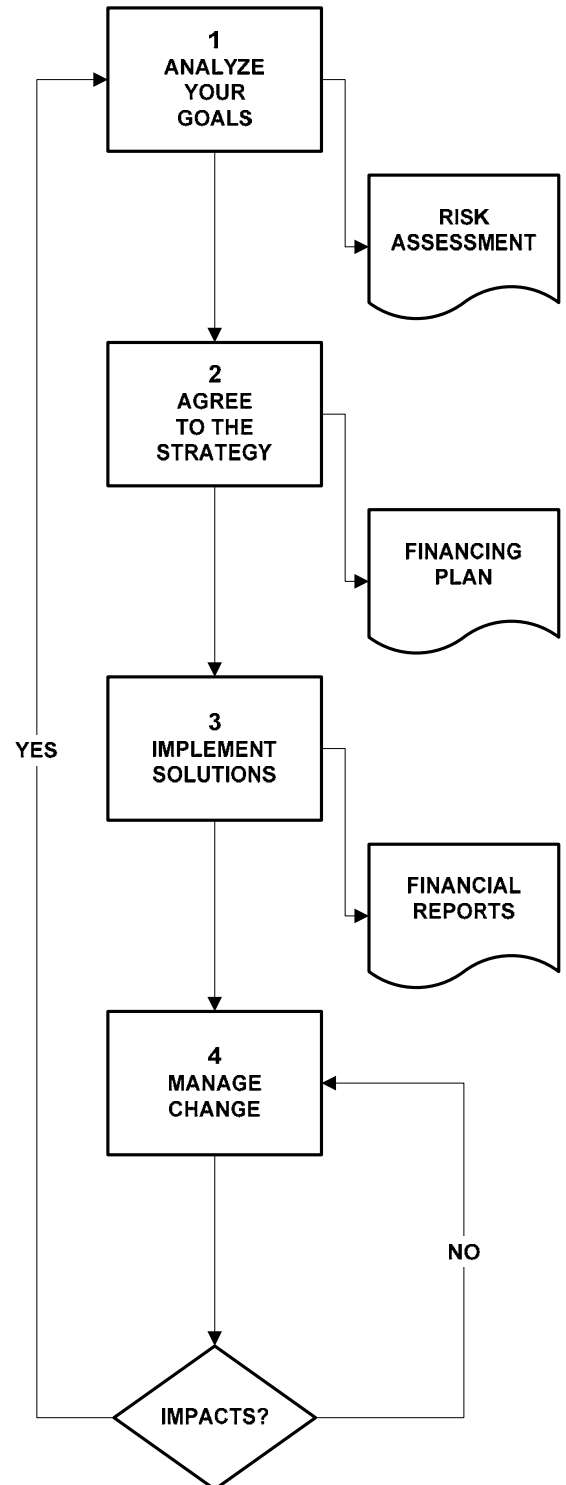 1
ANALYZE
YOUR
GOALS
RISK
ASSESSMENT
2
AGREE
TO THE
STRATEGY
FINANCING
PLAN
3
IMPLEMENT
SOLUTIONS
YES
FINANCIAL
REPORTS
4
MANAGE
CHANGE
NO
IMPACTS?